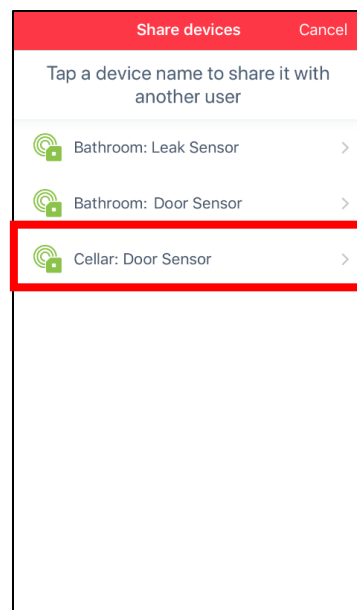 Share devices Cancel
Tap a device name to share it with
another user
Bathroom: Leak Sensor
Bathroom: Door Sensor
Cellar: Door Sensor